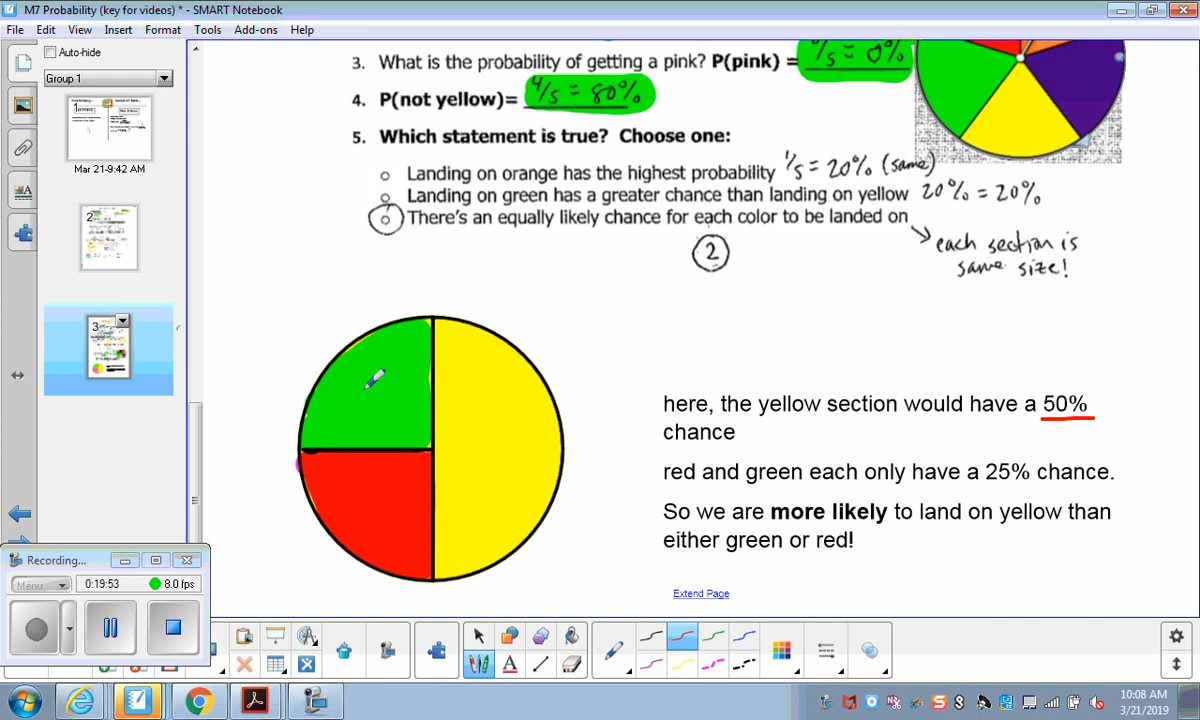 M7 Probability (key for videos) * - SMART Notebook
File Edit View Insert Format Tools Add-ons Help
Auto-hide
Group 1
1
Mar 21-9:42 AM
2
3
3. What is the probability of getting a pink? P(pink) = /5 = 0%
4. P(not yellow)= 4/5 = 80%
5. Which statement is true? Choose one:
Landing on orange has the highest probability 1/5 = 20% (same)
Landing on green has a greater chance than landing on yellow 20% = 20%
There's an equally likely chance for each color to be landed on
each section is
same size!
2
here, the yellow section would have a 50%
chance
red and green each only have a 25% chance.
So we are more likely to land on yellow than
either green or red!
Extend Page
Recording...
Menu 0:19:53 8.0 fps
10:08 AM
3/21/2019